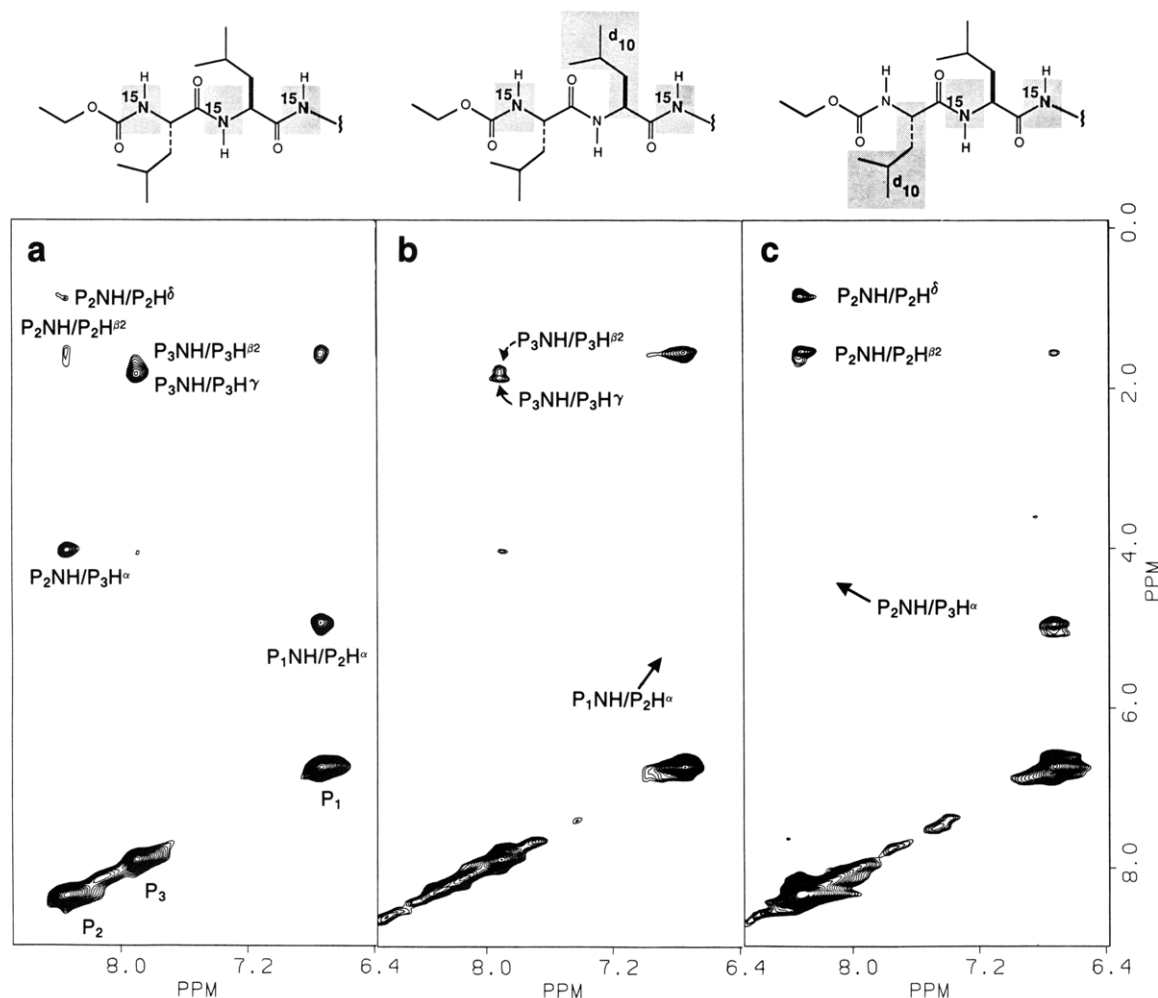 H
15
N
O
O
N
H
15
O
H
15
N
O
d10
H
15
N
O
O
N
H
O
H
15
N
O
d10
H
N
O
O
15
N
H
O
H
15
N
O
a
P2NH/P2Hδ
P2NH/P2Hβ2
P3NH/P3Hβ2
P3NH/P3Hγ
P2NH/P3Hα
P1NH/P2Hα
P1
P3
P2
b
P3NH/P3Hβ2
P3NH/P3Hγ
P1NH/P2Hα
c
P2NH/P2Hδ
P2NH/P2Hβ2
P2NH/P3Hα
0.0
2.0
4.0
PPM
6.0
8.0
8.0 7.2 6.4
PPM
8.0 7.2 6.4
PPM
8.0 7.2 6.4
PPM